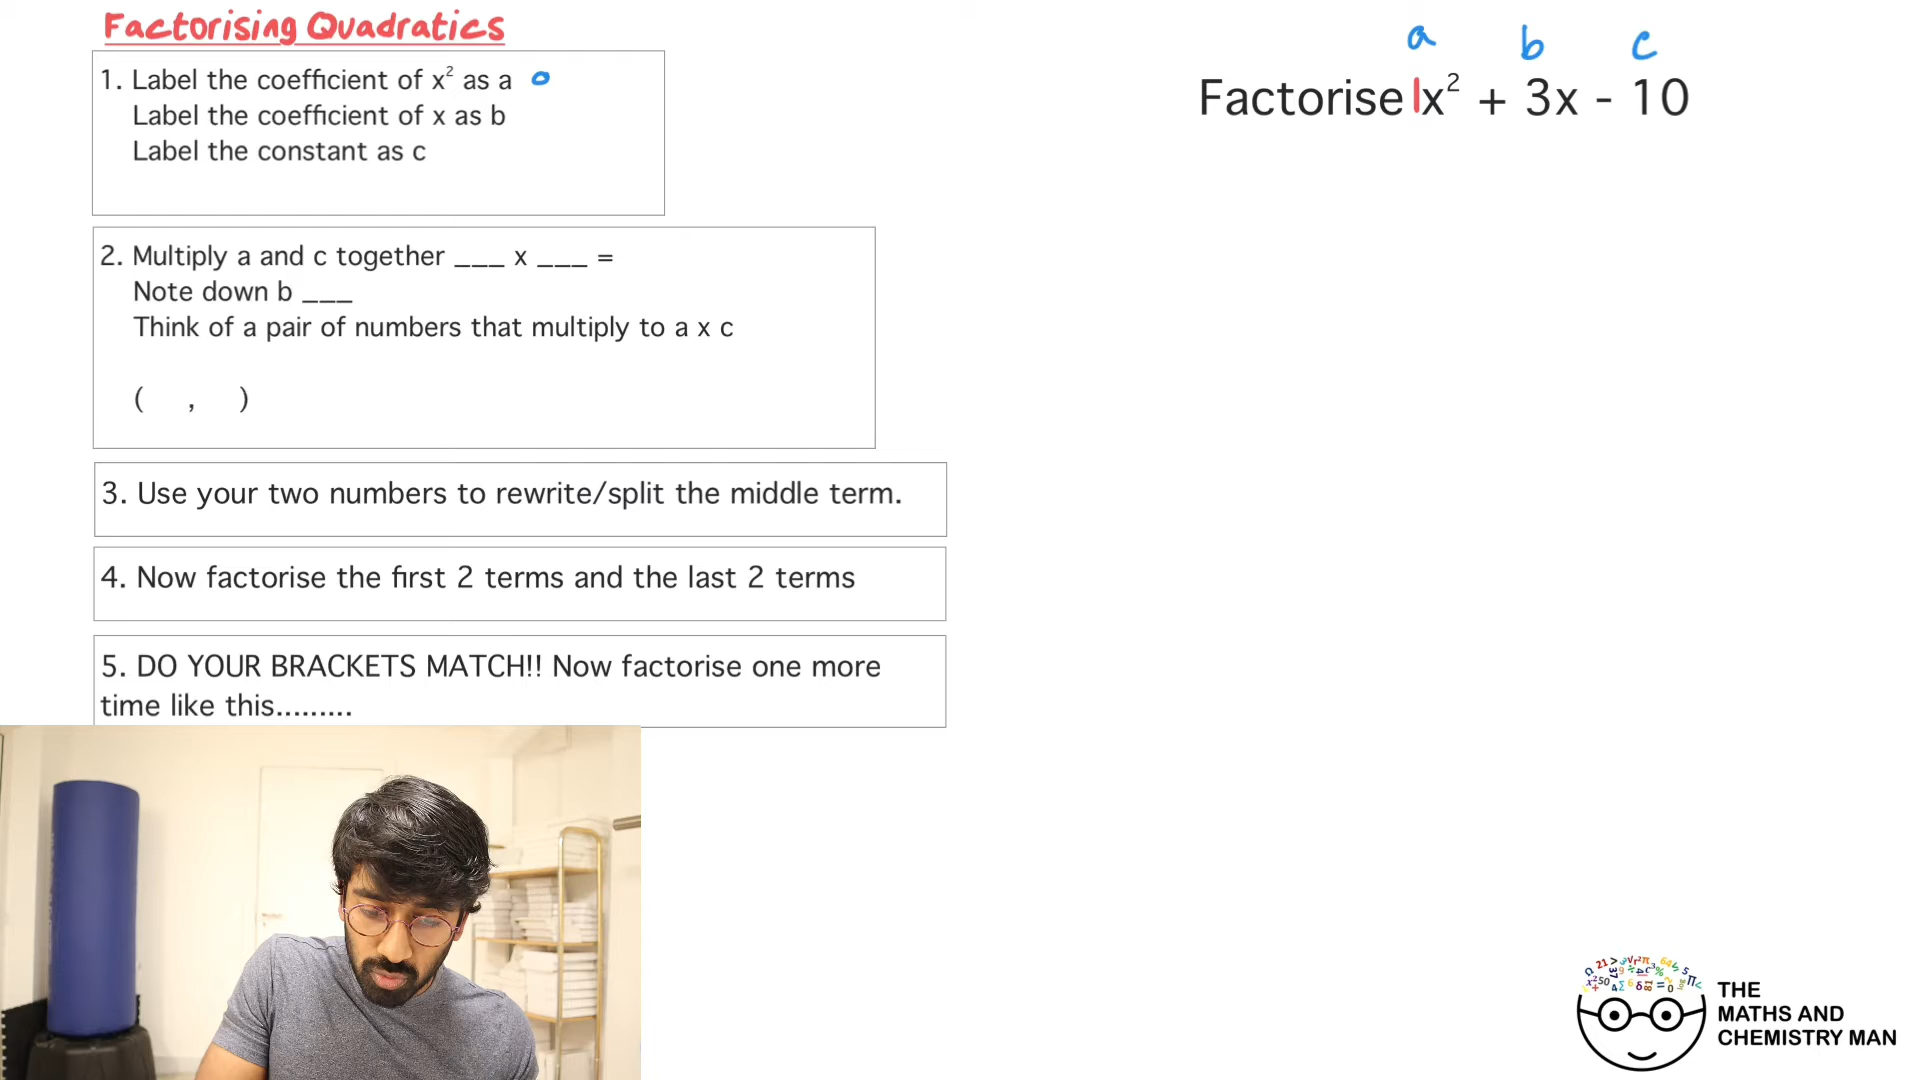 Factorising Quadratics
1. Label the coefficient of x² as a
Label the coefficient of x as b
Label the constant as c
2. Multiply a and c together ___ x ___ =
Note down b ___
Think of a pair of numbers that multiply to a x c
( , )
3. Use your two numbers to rewrite/split the middle term.
4. Now factorise the first 2 terms and the last 2 terms
5. DO YOUR BRACKETS MATCH!! Now factorise one more
time like this.........
a b c
Factorise 1x² + 3x - 10
THE
MATHS AND
CHEMISTRY MAN